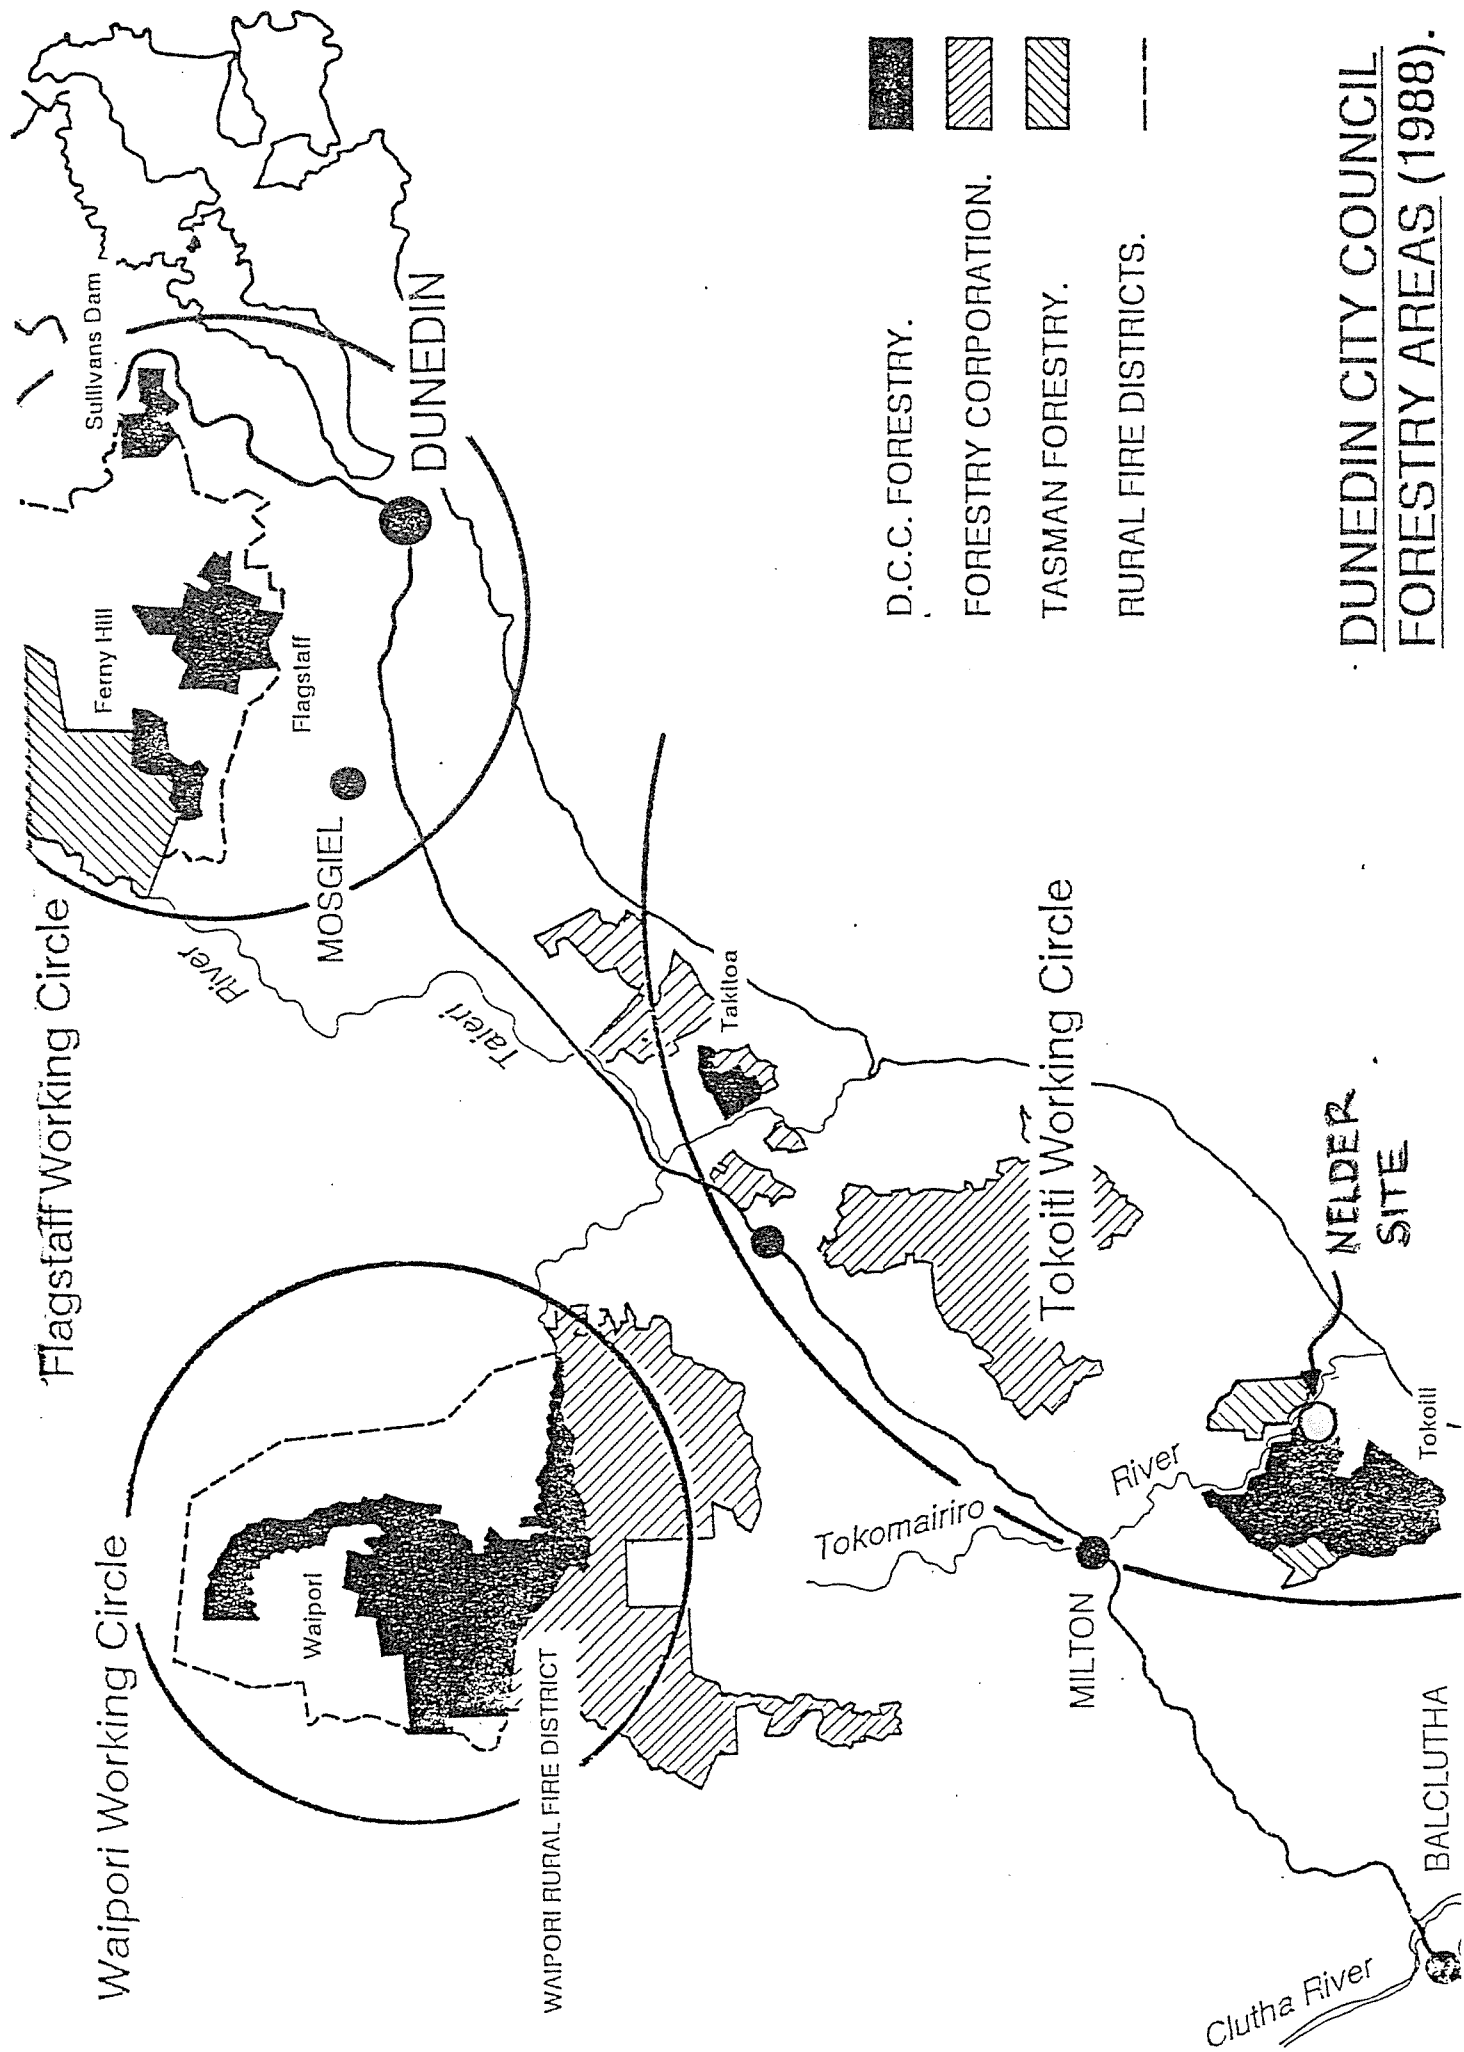 Flagstaff Working Circle
Waipori Working Circle
Sullivans Dam
Ferny Hill
Flagstaff
Waipori
MOSGIEL
DUNEDIN
Taieri
River
WAIPORI RURAL FIRE DISTRICT
Takitoa
Tokomairiro
River
Tokoiti Working Circle
MILTON
NELDER
SITE
Clutha River
BALCLUTHA
Tokoiti
D.C.C. FORESTRY.
FORESTRY CORPORATION.
TASMAN FORESTRY.
RURAL FIRE DISTRICTS.
DUNEDIN CITY COUNCIL
FORESTRY AREAS (1988).